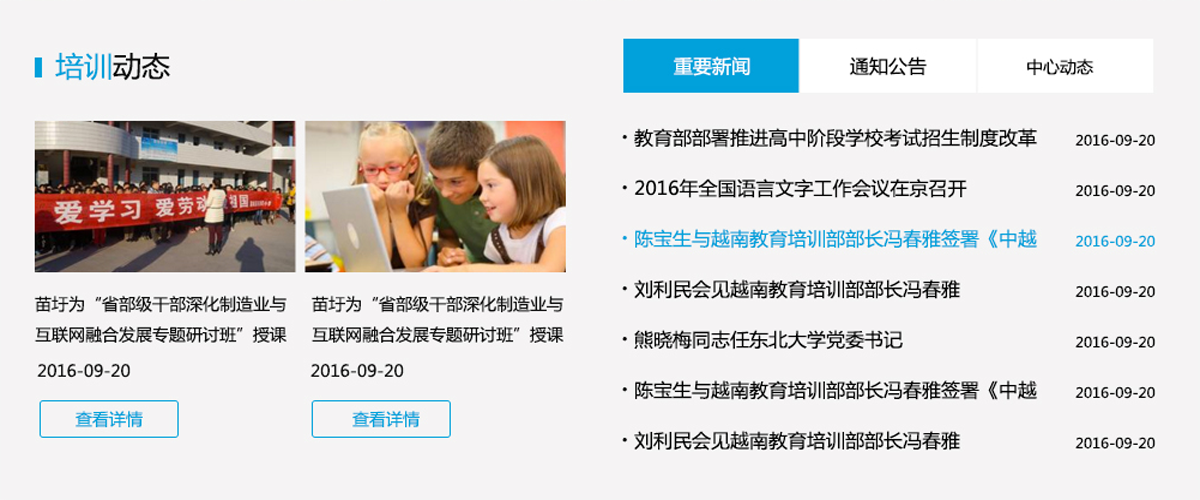 培训动态
爱学习 爱劳动 祖国
苗圩为“省部级干部深化制造业与
互联网融合发展专题研讨班”授课
2016-09-20
查看详情
苗圩为“省部级干部深化制造业与
互联网融合发展专题研讨班”授课
2016-09-20
查看详情
重要新闻 通知公告 中心动态
· 教育部部署推进高中阶段学校考试招生制度改革 2016-09-20
· 2016年全国语言文字工作会议在京召开 2016-09-20
· 陈宝生与越南教育培训部部长冯春雅签署《中越 2016-09-20
· 刘利民会见越南教育培训部部长冯春雅 2016-09-20
· 熊晓梅同志任东北大学党委书记 2016-09-20
· 陈宝生与越南教育培训部部长冯春雅签署《中越 2016-09-20
· 刘利民会见越南教育培训部部长冯春雅 2016-09-20